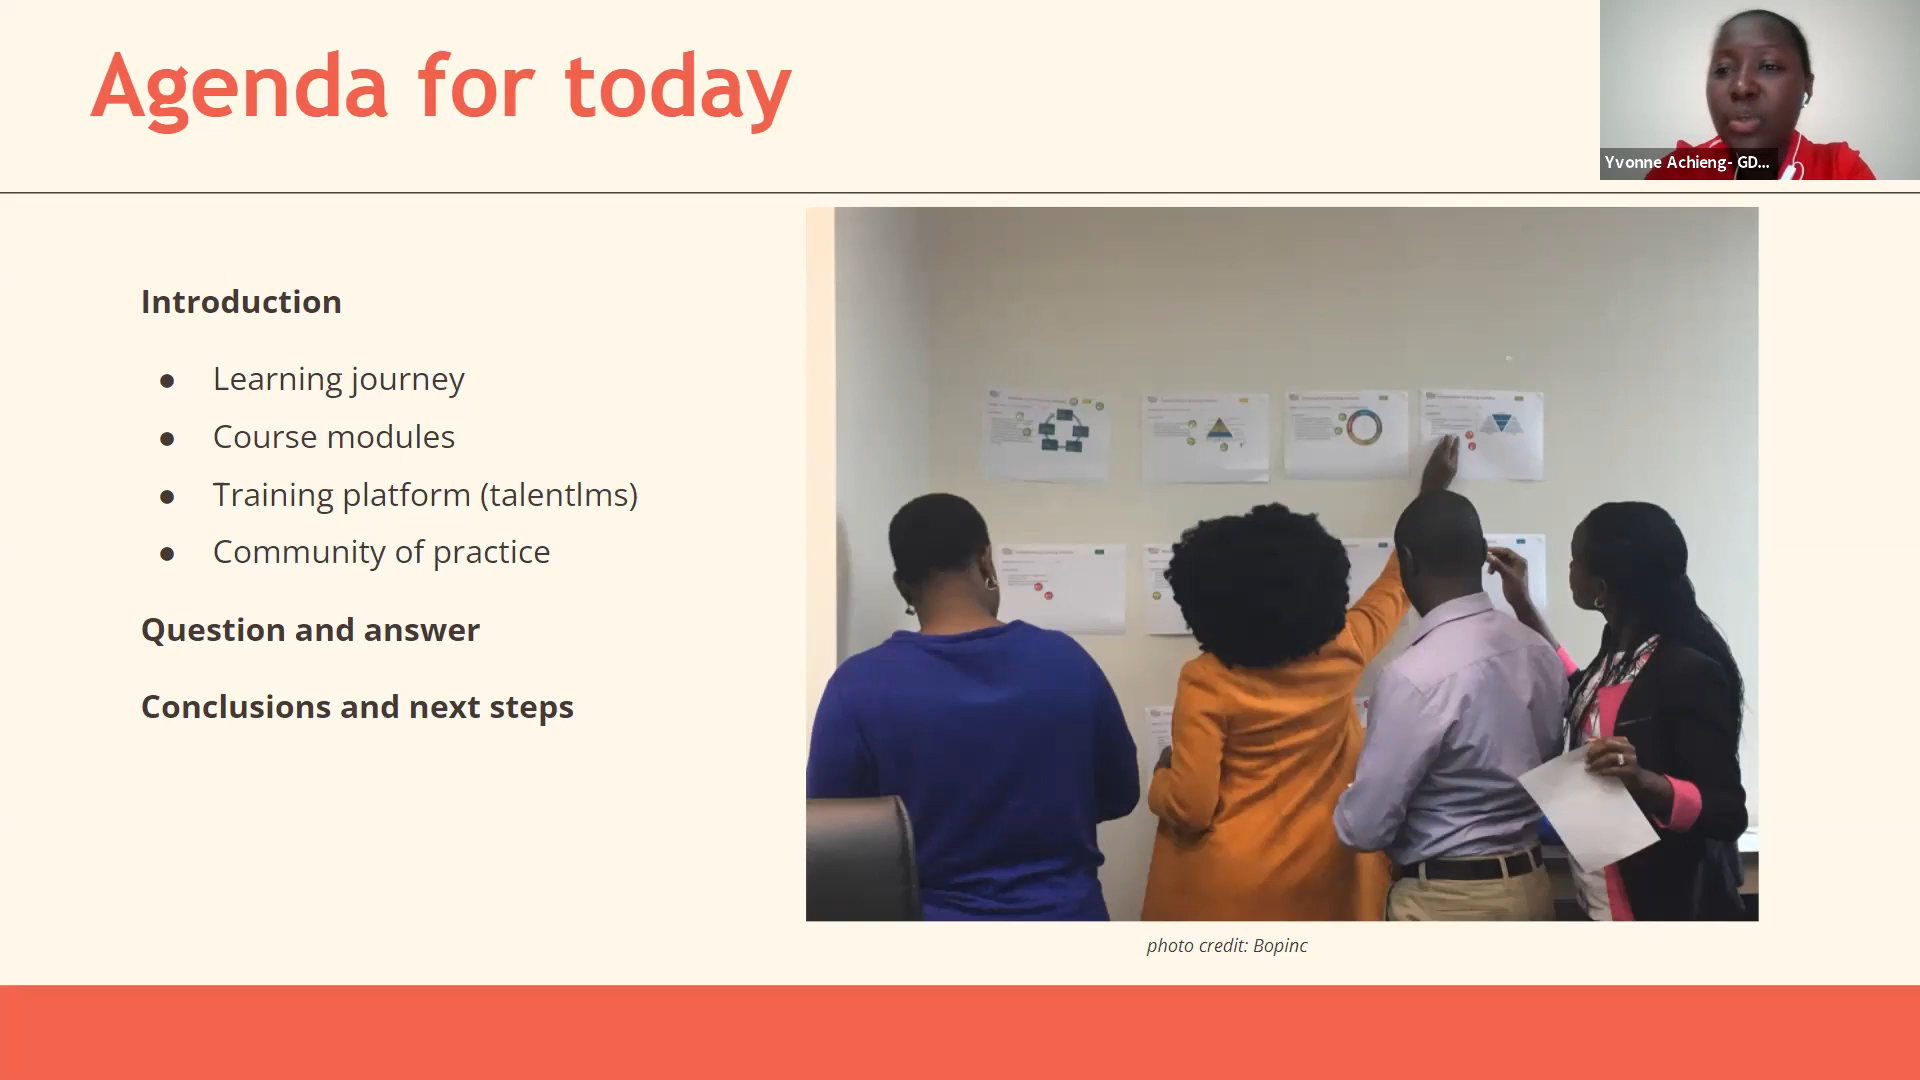 Agenda for today
Yvonne Achieng- GD...
Introduction
● Learning journey
● Course modules
● Training platform (talentlms)
● Community of practice
Question and answer
Conclusions and next steps
photo credit: Bopinc